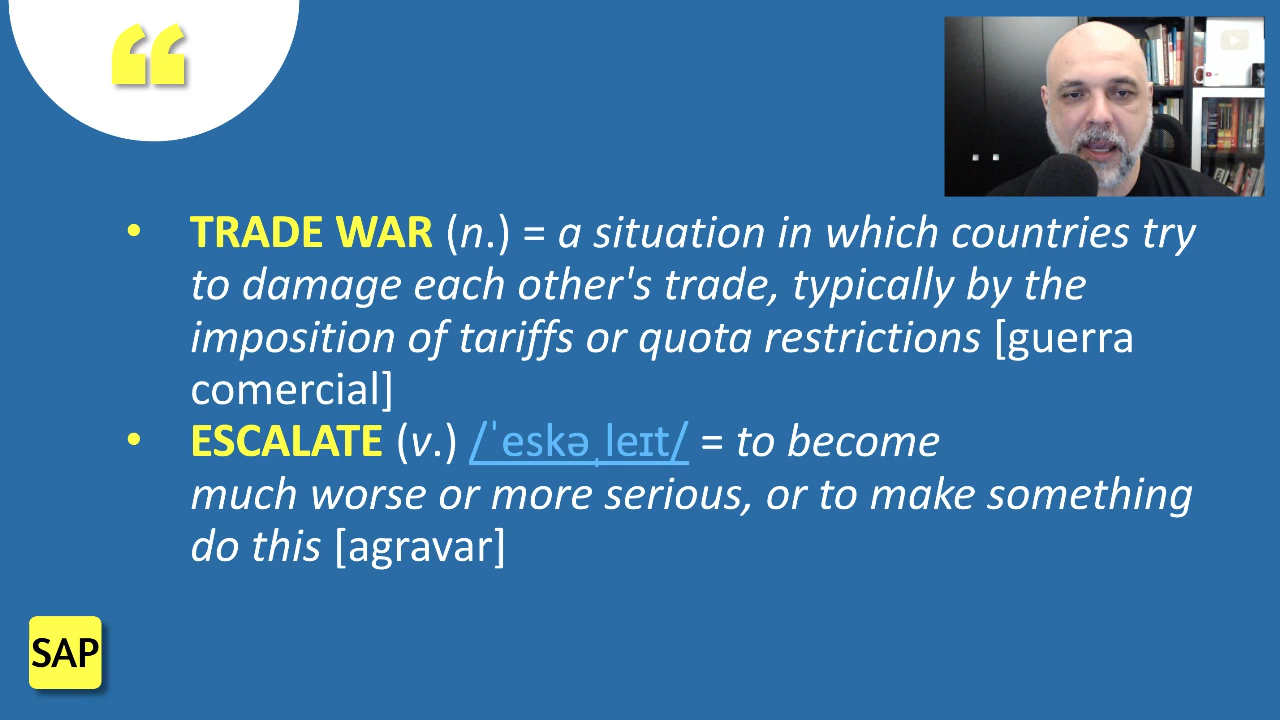 “
• TRADE WAR (n.) = a situation in which countries try
to damage each other's trade, typically by the
imposition of tariffs or quota restrictions [guerra
comercial]
• ESCALATE (v.) /ˈeskəˌleɪt/ = to become
much worse or more serious, or to make something
do this [agravar]
SAP